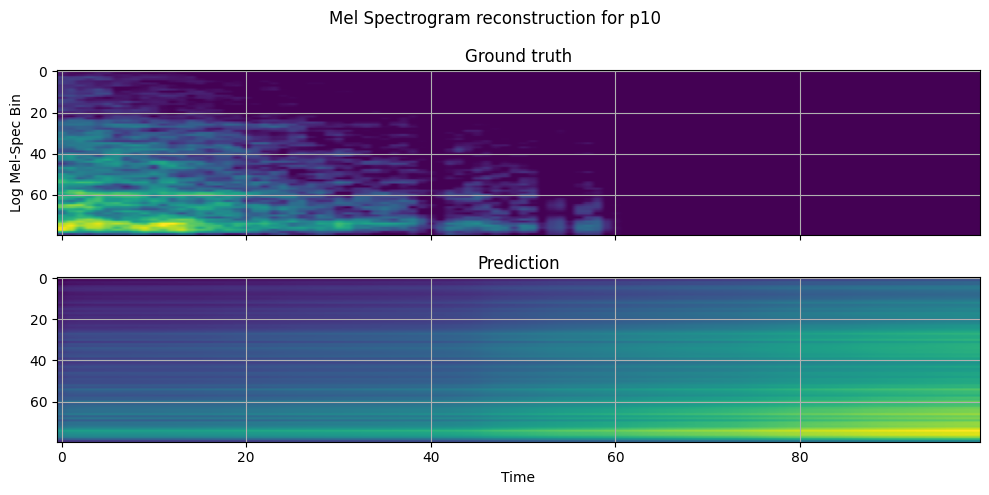 Mel Spectrogram reconstruction for p10
Ground truth
0
20
40
60
Log Mel-Spec Bin
Prediction
0
20
40
60
0 20 40 60 80
Time